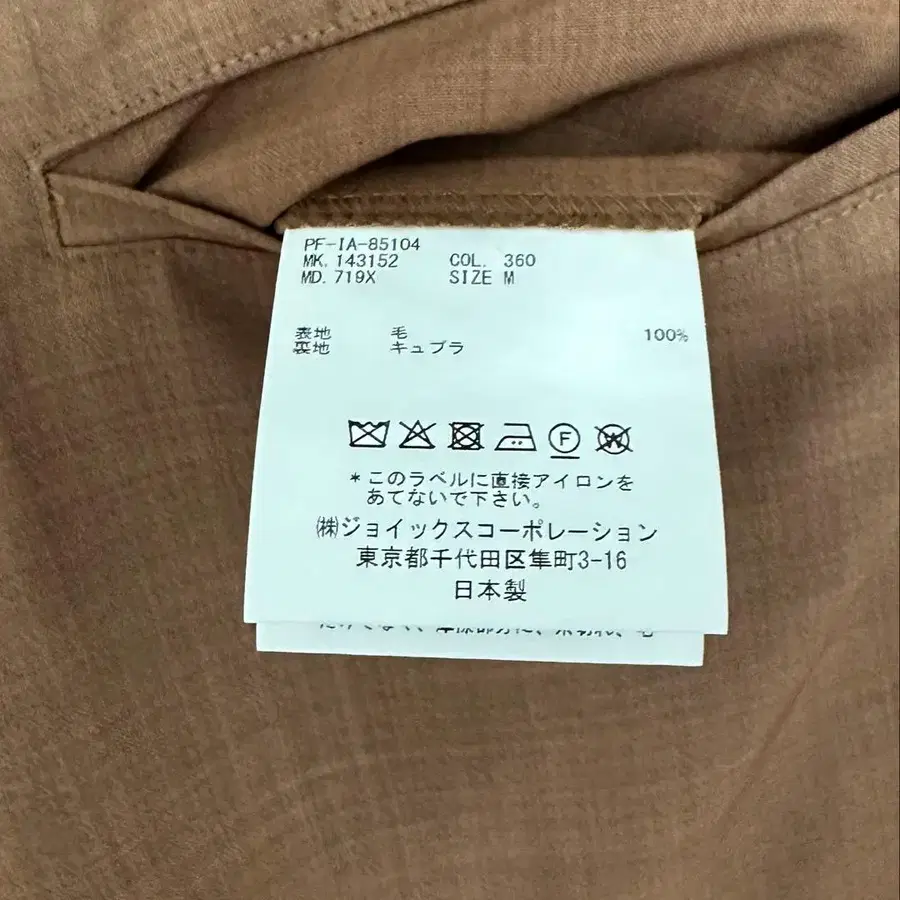 PF-IA-85104
MK. 143152 COL. 360
MD. 719X SIZE M
表地 毛 100%
裏地 キュプラ
F
W
*このラベルに直接アイロンを
あてないで下さい。
㈱ジョイックスコーポレーション
東京都千代田区隼町3-16
日本製